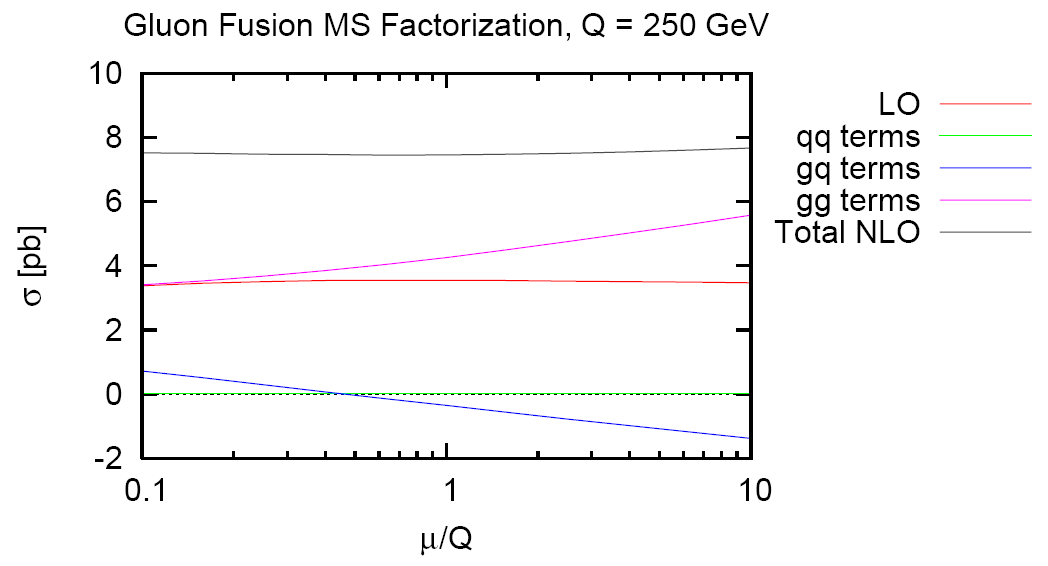 Gluon Fusion MS Factorization, Q = 250 GeV
10
8
6
4
2
0
-2
0.1
1
10
σ [pb]
μ/Q
LO
qq terms
gq terms
gg terms
Total NLO